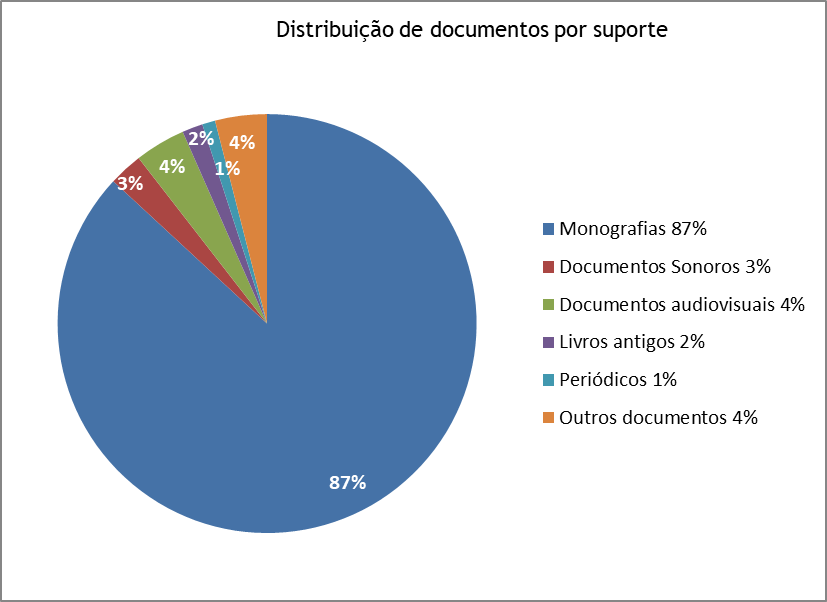 Distribuição de documentos por suporte
2%
4%
4%
1%
3%
87%
Monografias 87%
Documentos Sonoros 3%
Documentos audiovisuais 4%
Livros antigos 2%
Periódicos 1%
Outros documentos 4%